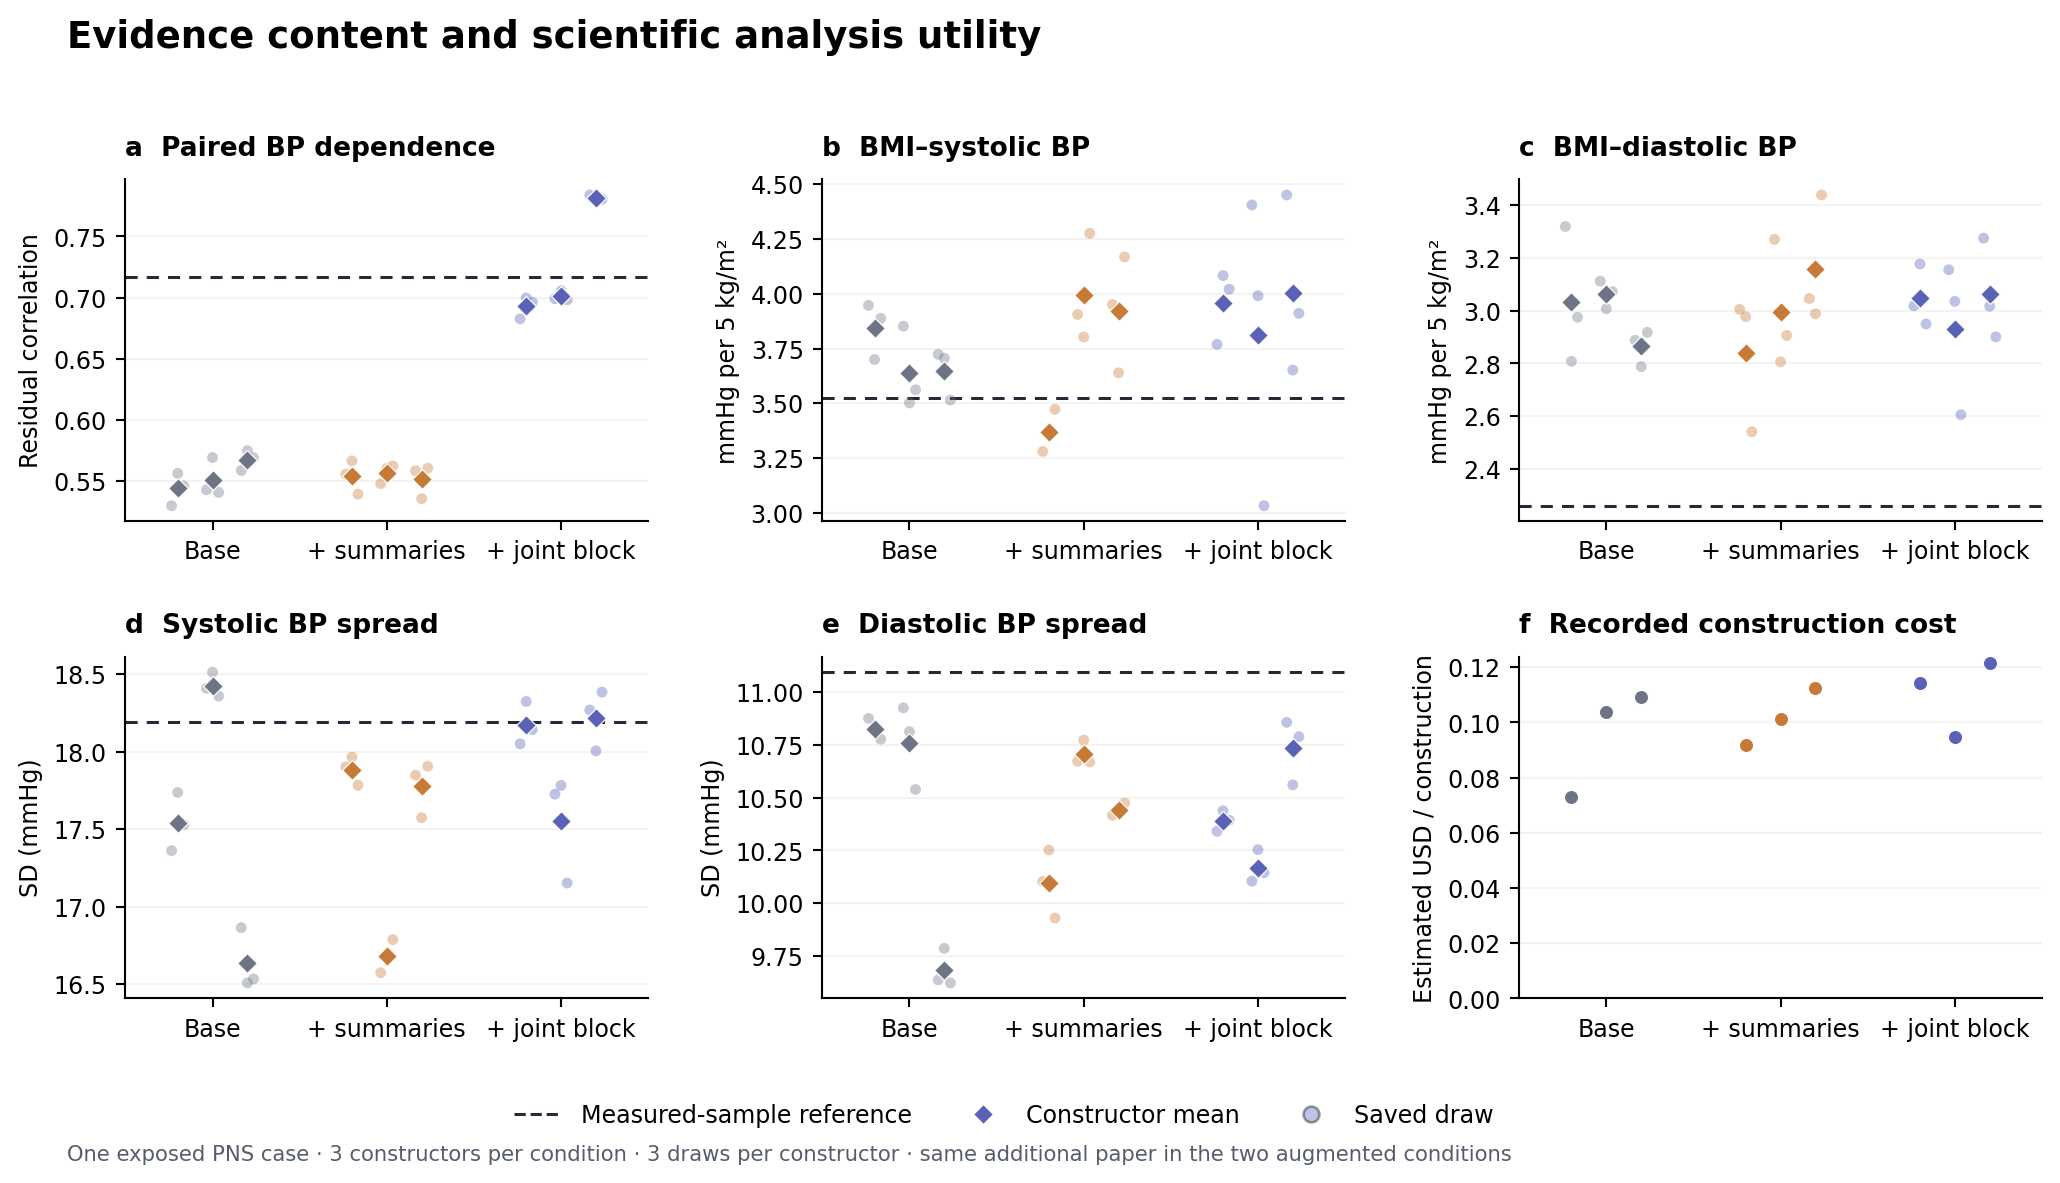 Evidence content and scientific analysis utility
a Paired BP dependence
Residual correlation
0.75
0.70
0.65
0.60
0.55
Base
+ summaries
+ joint block
b BMI–systolic BP
mmHg per 5 kg/m²
4.50
4.25
4.00
3.75
3.50
3.25
3.00
Base
+ summaries
+ joint block
c BMI–diastolic BP
mmHg per 5 kg/m²
3.4
3.2
3.0
2.8
2.6
2.4
Base
+ summaries
+ joint block
d Systolic BP spread
SD (mmHg)
18.5
18.0
17.5
17.0
16.5
Base
+ summaries
+ joint block
e Diastolic BP spread
SD (mmHg)
11.00
10.75
10.50
10.25
10.00
9.75
Base
+ summaries
+ joint block
f Recorded construction cost
Estimated USD / construction
0.12
0.10
0.08
0.06
0.04
0.02
0.00
Base
+ summaries
+ joint block
Measured-sample reference
Constructor mean
Saved draw
One exposed PNS case · 3 constructors per condition · 3 draws per constructor · same additional paper in the two augmented conditions